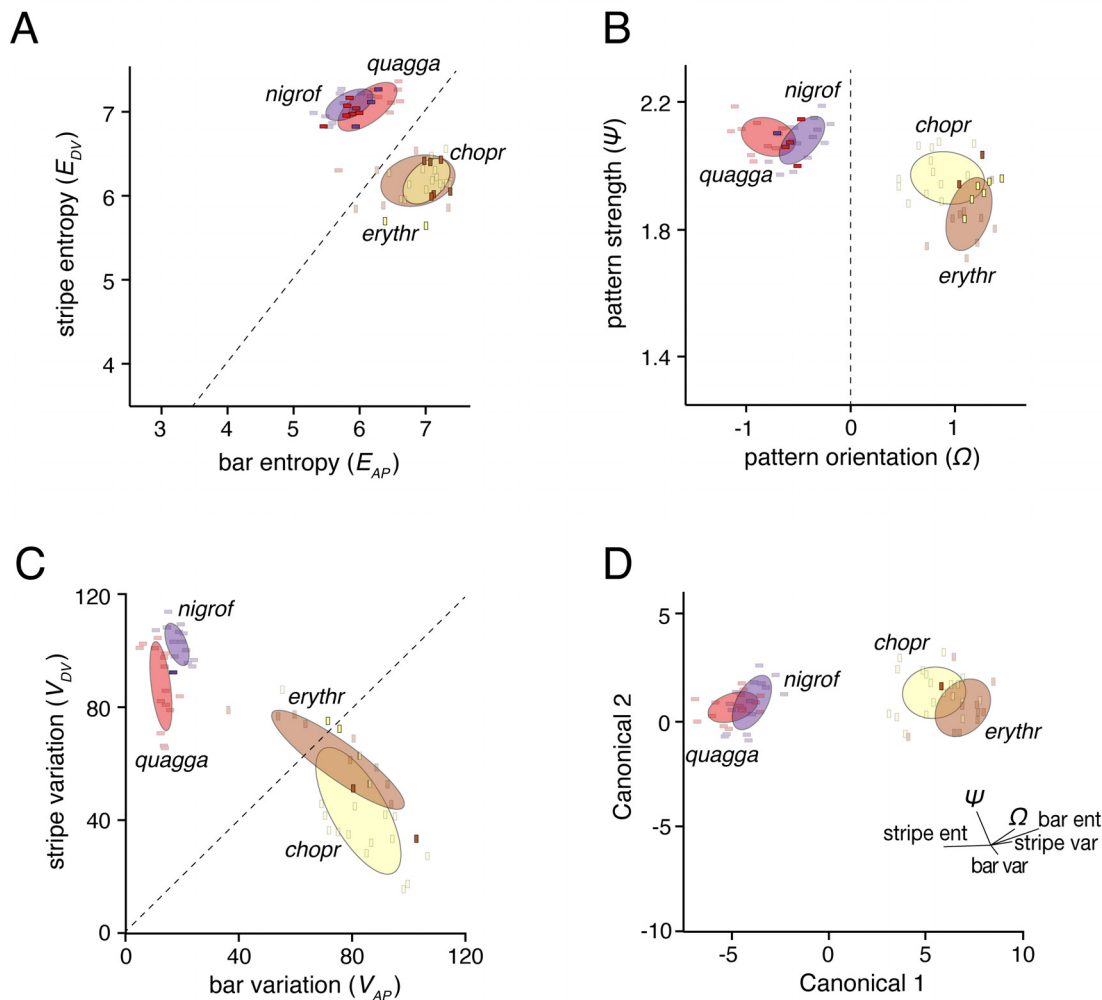 A
quagga
nigrof
chopr
erythr
7
6
5
4
stripe entropy (E_DV)
3 4 5 6 7
bar entropy (E_AP)
B
nigrof
chopr
quagga
erythr
2.2
1.8
1.4
pattern strength (Ψ)
-1 0 1
pattern orientation (Ω)
C
nigrof
erythr
quagga
chopr
120
80
40
0
stripe variation (V_DV)
0 40 80 120
bar variation (V_AP)
D
chopr
nigrof
quagga
erythr
Ψ
Ω bar ent
stripe ent
stripe var
bar var
5
0
-5
-10
Canonical 2
-5 0 5 10
Canonical 1